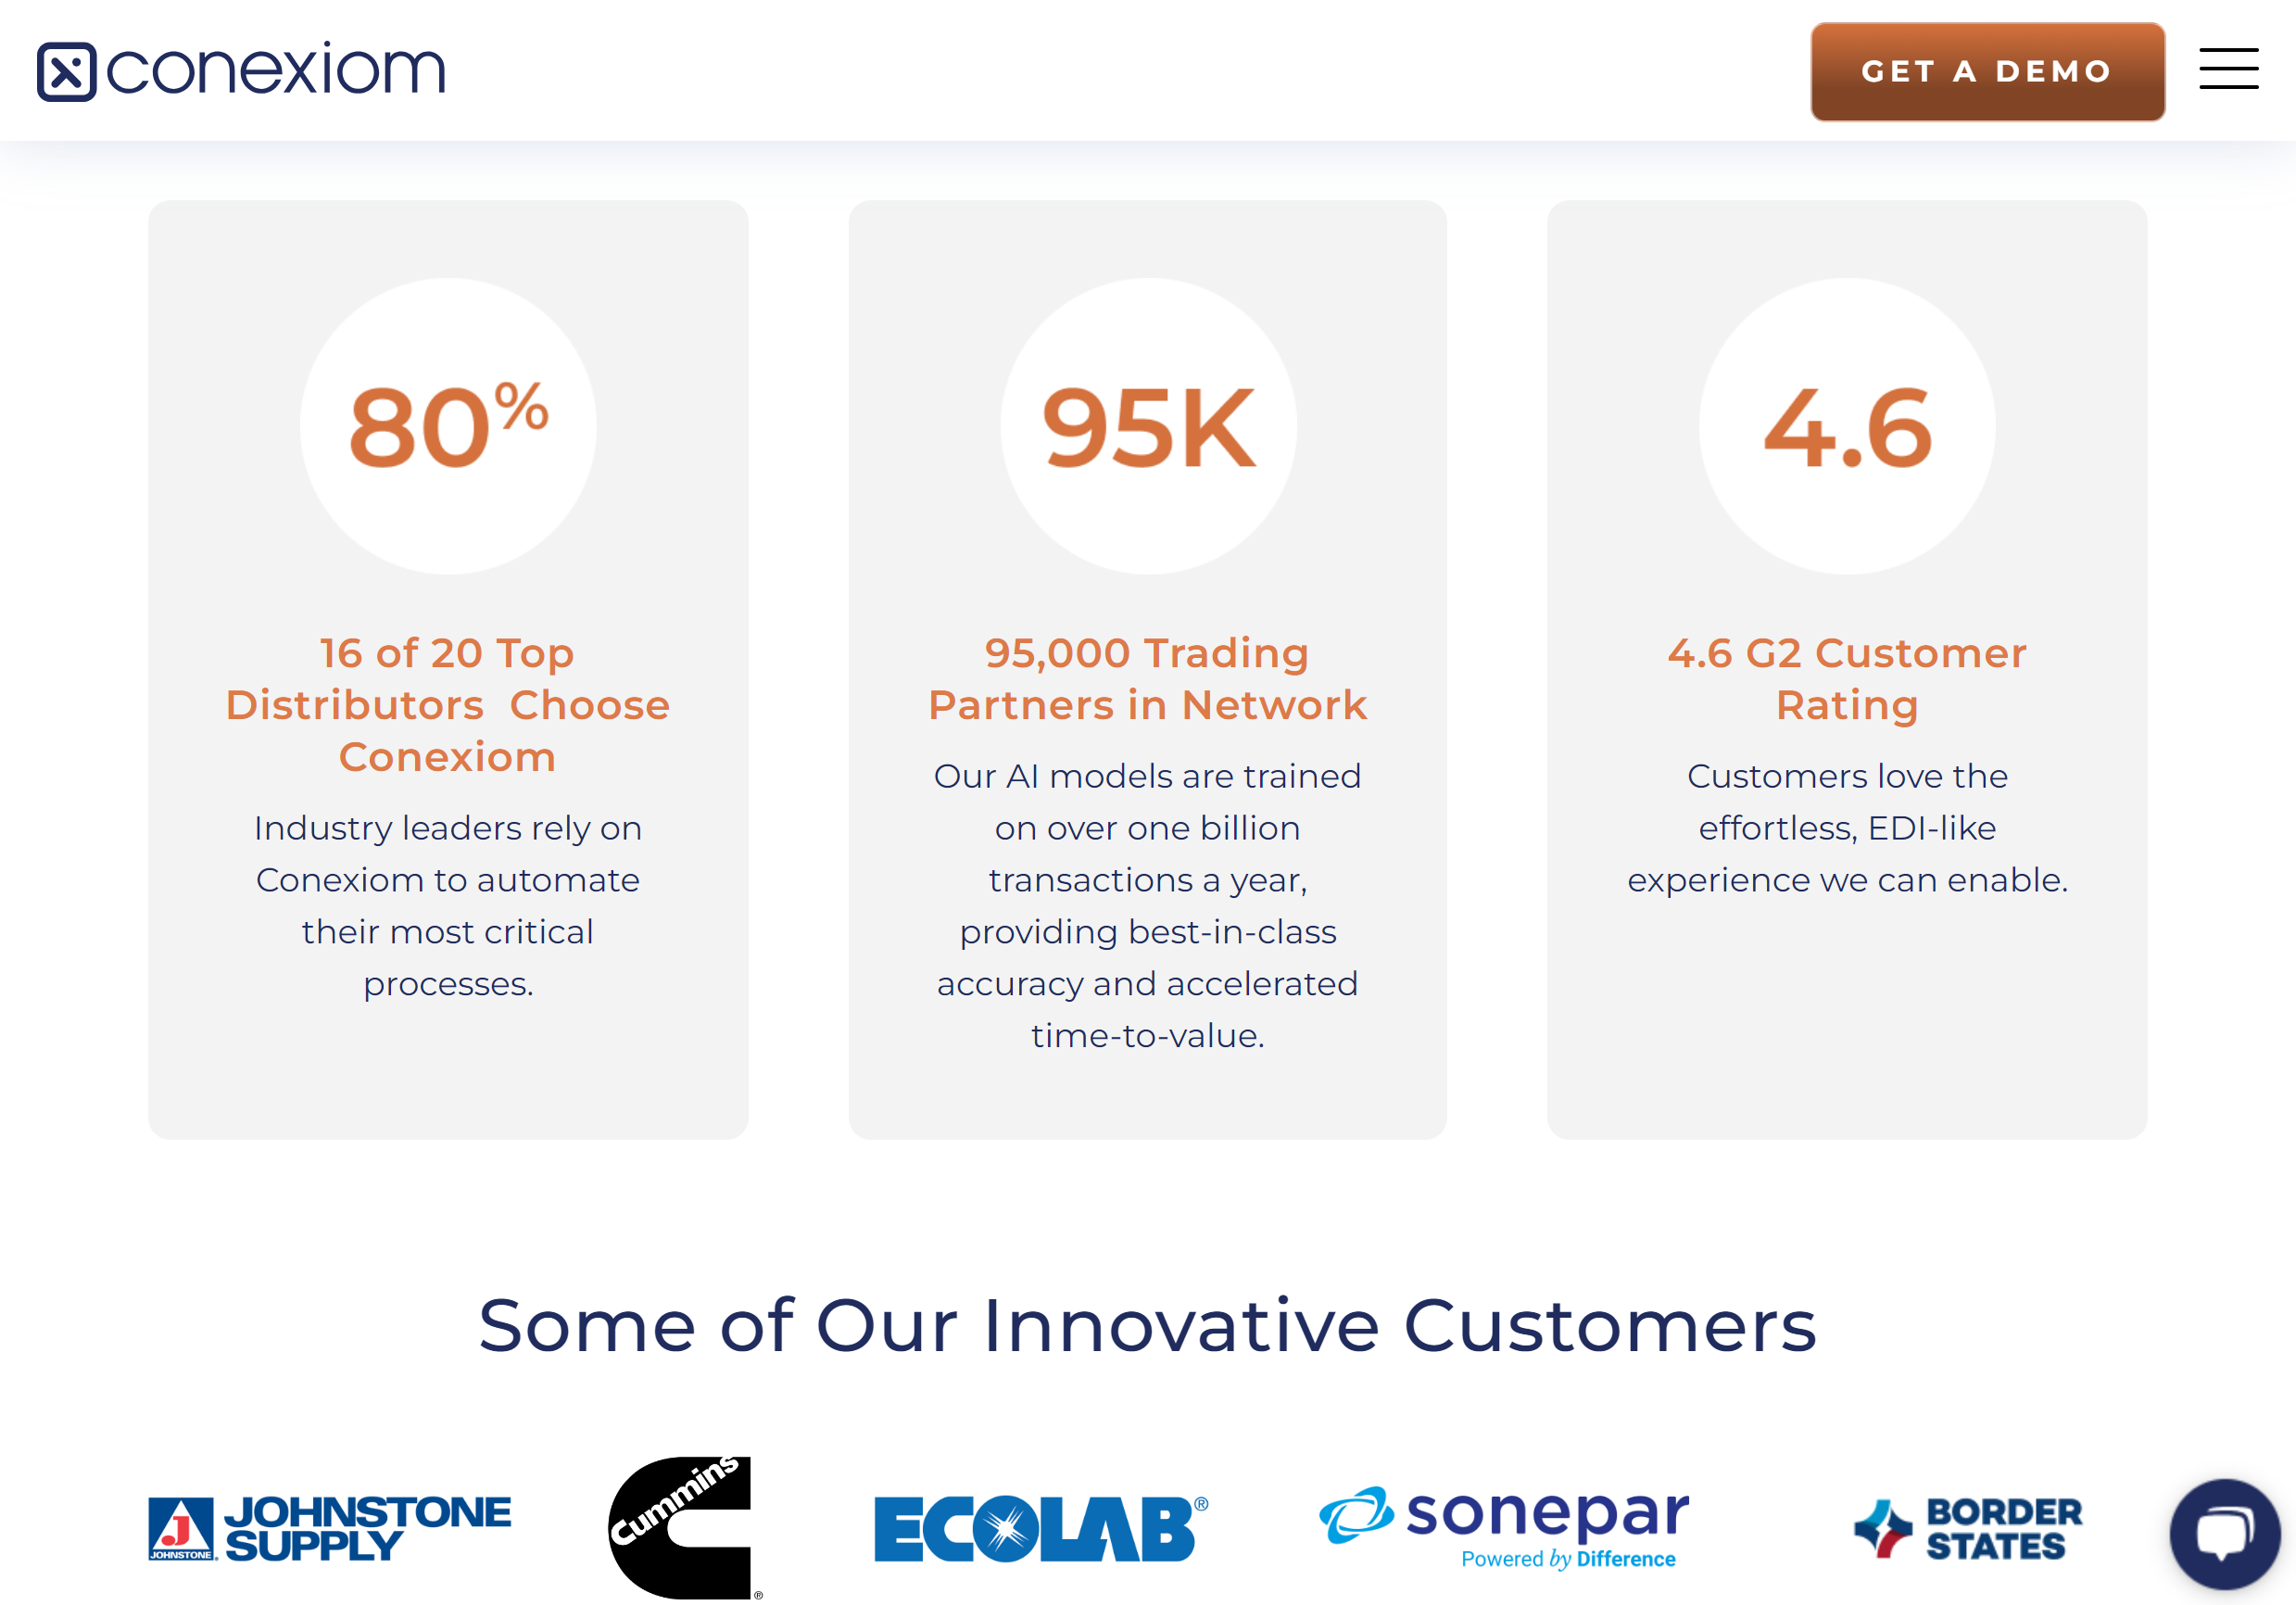 conexiom
GET A DEMO
80%
16 of 20 Top
Distributors  Choose
Conexiom
Industry leaders rely on
Conexiom to automate
their most critical
processes.
95K
95,000 Trading
Partners in Network
Our AI models are trained
on over one billion
transactions a year,
providing best-in-class
accuracy and accelerated
time-to-value.
4.6
4.6 G2 Customer
Rating
Customers love the
effortless, EDI-like
experience we can enable.
Some of Our Innovative Customers
J
JOHNSTONE
JOHNSTONE
SUPPLY
Cummins
®
ECOLAB®
sonepar
Powered by Difference
BORDER
STATES